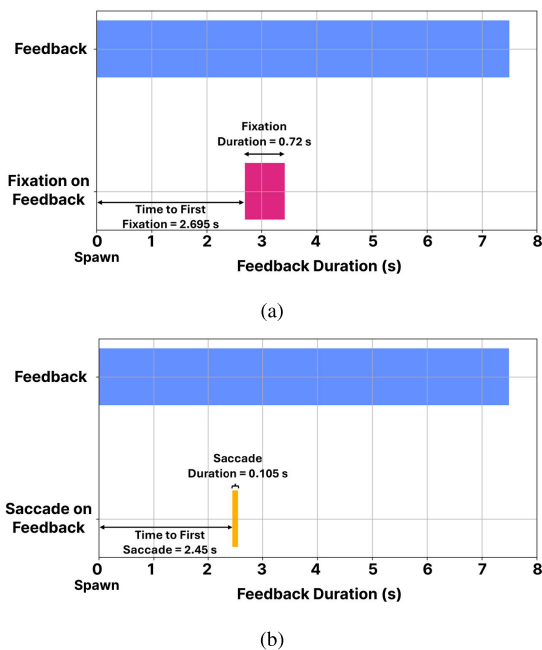 Feedback
Fixation
Duration = 0.72 s
Fixation on
Feedback
Time to First
Fixation = 2.695 s
0 1 2 3 4 5 6 7 8
Spawn
Feedback Duration (s)
(a)
Feedback
Saccade
Duration = 0.105 s
Saccade on
Feedback
Time to First
Saccade = 2.45 s
0 1 2 3 4 5 6 7 8
Spawn
Feedback Duration (s)
(b)